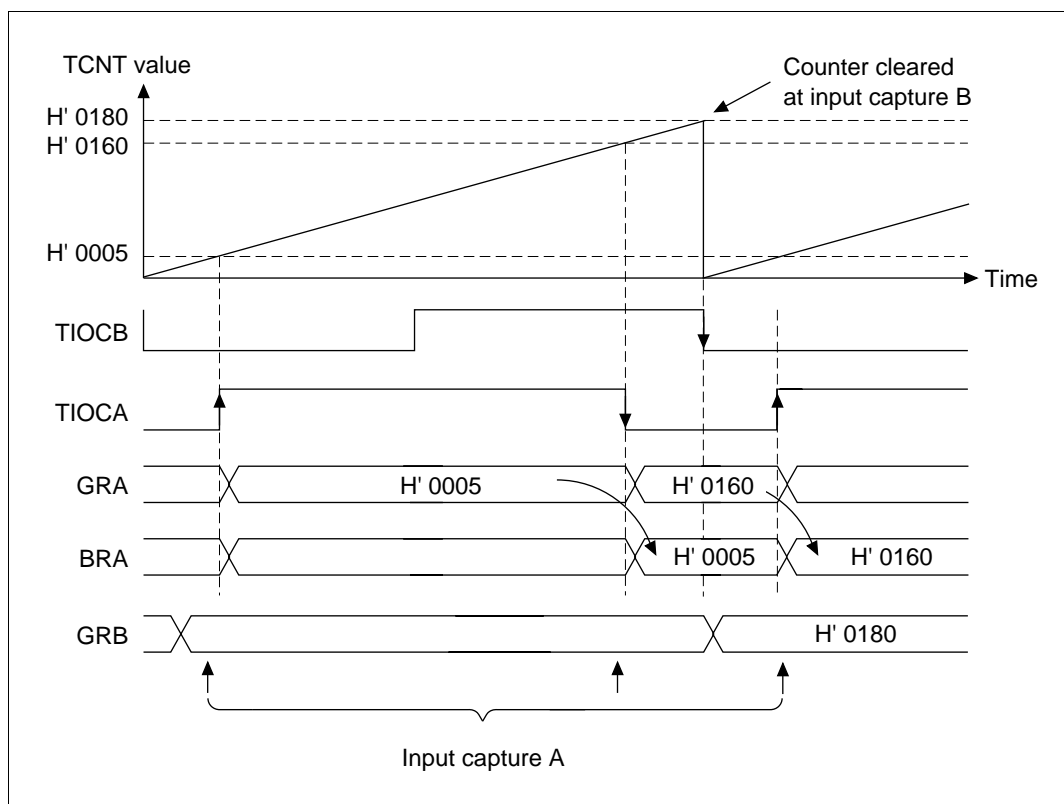 TCNT value
Counter cleared
at input capture B
H' 0180
H' 0160
H' 0005
Time
TIOCB
TIOCA
GRA
H' 0005
H' 0160
BRA
H' 0005
H' 0160
GRB
H' 0180
Input capture A